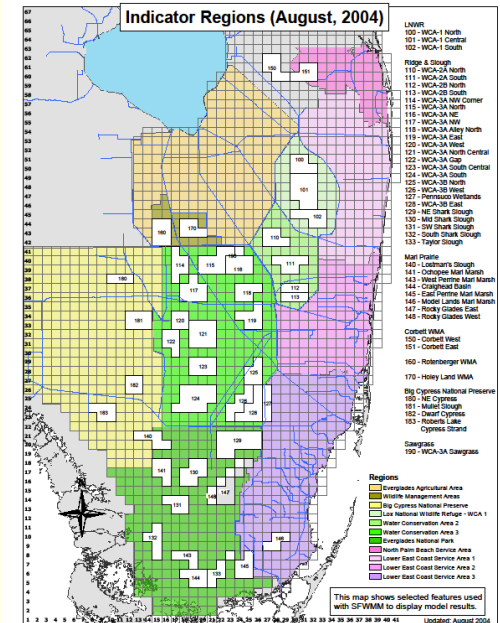 Indicator Regions (August, 2004)
LNWR
100 - WCA-1 North
101 - WCA-1 Central
102 - WCA-1 South
Ridge & Slough
110 - WCA-2A North
111 - WCA-2A South
112 - WCA-2B North
113 - WCA-2B South
114 - WCA-3A NW Corner
115 - WCA-3A North
116 - WCA-3A NE
117 - WCA-3A NW
118 - WCA-3A Alley North
119 - WCA-3A East
120 - WCA-3A West
121 - WCA-3A North Central
122 - WCA-3A Gap
123 - WCA-3A South Central
124 - WCA-3A South
125 - WCA-3B North
126 - WCA-3B West
127 - Pennsuco Wetlands
128 - WCA-3B East
129 - NE Shark Slough
130 - Mid Shark Slough
131 - SW Shark Slough
132 - South Shark Slough
133 - Taylor Slough
Marl Prairie
140 - Lostman's Slough
141 - Ochopee Marl Marsh
143 - West Perrine Marl Marsh
144 - Craighead Basin
145 - East Perrine Marl Marsh
146 - Model Lands Marl Marsh
147 - Rocky Glades East
148 - Rocky Glades West
Corbett WMA
150 - Corbett West
151 - Corbett East
160 - Rotenberger WMA
170 - Holey Land WMA
Big Cypress National Preserve
180 - NE Cypress
181 - Mullet Slough
182 - Dwarf Cypress
183 - Roberts Lake
Cypress Strand
Sawgrass
190 - WCA-3A Sawgrass
Regions
Everglades Agricultural Area
Wildlife Management Areas
Big Cypress National Preserve
Lox National Wildlife Refuge - WCA 1
Water Conservation Area 2
Water Conservation Area 3
Everglades National Park
North Palm Beach Service Area
Lower East Coast Service Area 1
Lower East Coast Service Area 2
Lower East Coast Service Area 3
This map shows selected features used
with SFWMM to display model results.
Updated: August 2004